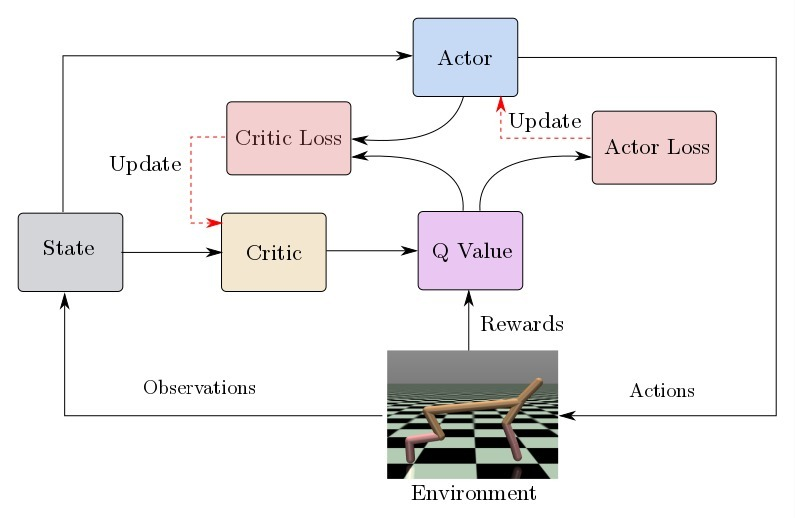 Actor
Update
Critic Loss
Actor Loss
Update
State
Critic
Q Value
Rewards
Observations
Actions
Environment